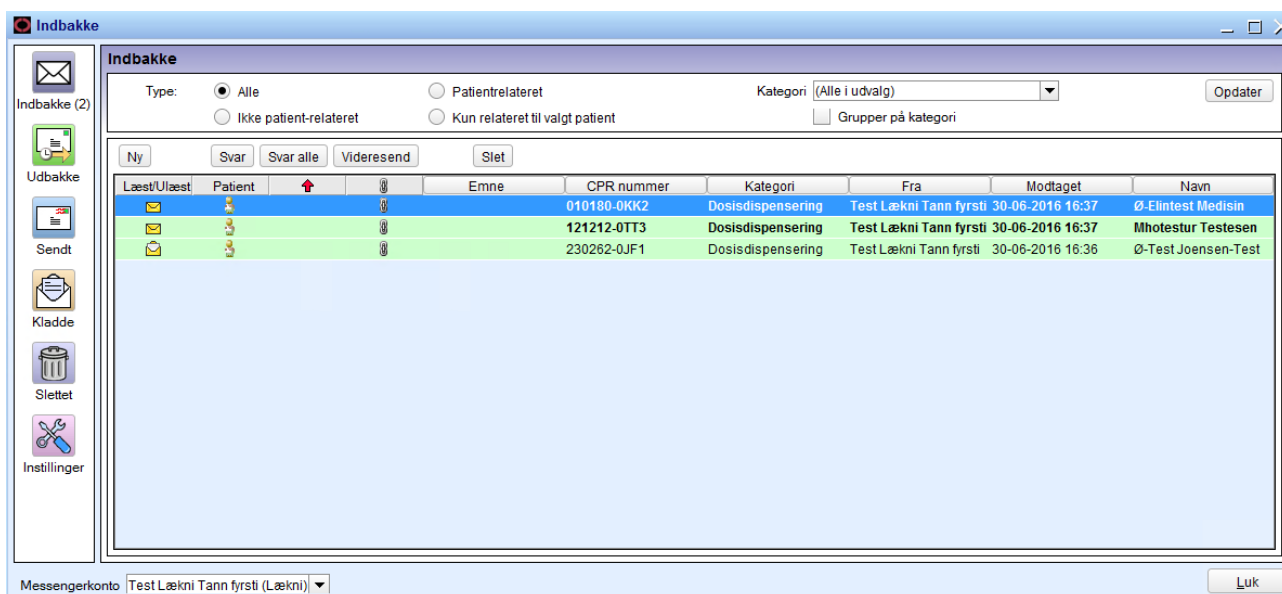 Indbakke
Indbakke
Type: Alle Patientrelateret Kategori (Alle i udvalg) Opdater
Ikke patient-relateret Kun relateret til valgt patient Grupper på kategori
Indbakke (2)
Udbakke
Sendt
Kladde
Slettet
Instillinger
Ny Svar Svar alle Videresend Slet
Læst/Ulæst Patient Emne CPR nummer Kategori Fra Modtaget Navn
010180-0KK2 Dosisdispensering Test Lækni Tann fyrsti 30-06-2016 16:37 Ø-Elintest Medisin
121212-0TT3 Dosisdispensering Test Lækni Tann fyrsti 30-06-2016 16:37 Mhotestur Testesen
230262-0JF1 Dosisdispensering Test Lækni Tann fyrsti 30-06-2016 16:36 Ø-Test Joensen-Test
Messengerkonto Test Lækni Tann fyrsti (Lækni) Luk